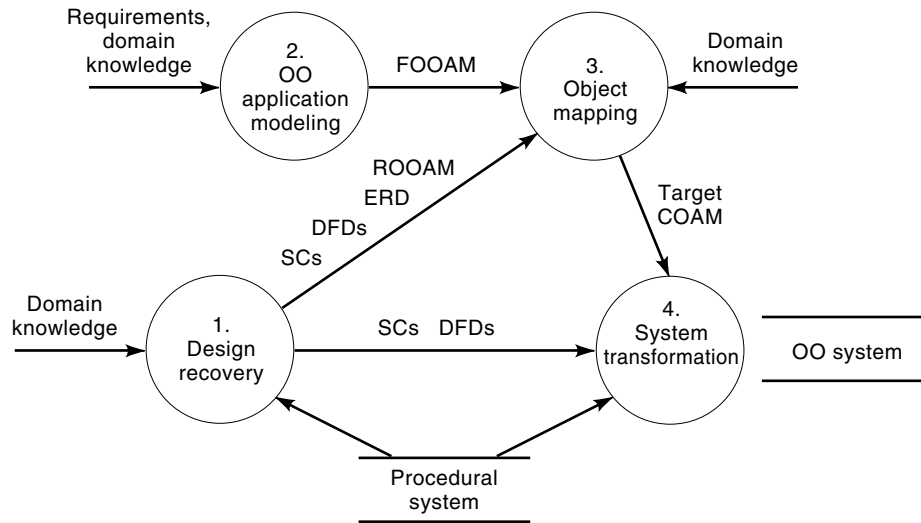 Requirements,
domain
knowledge
2.
OO
application
modeling
FOOAM
3.
Object
mapping
Domain
knowledge
ROOAM
ERD
DFDs
SCs
Target
COAM
Domain
knowledge
1.
Design
recovery
SCs DFDs
4.
System
transformation
OO system
Procedural
system